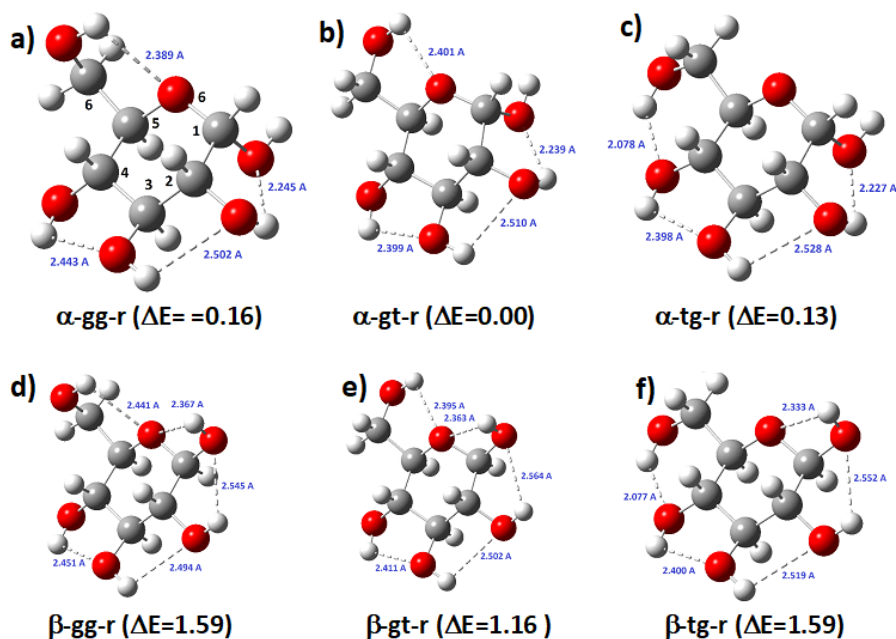 a)
2.389 A
6
6
5
1
4
2
3
2.245 A
2.443 A
2.502 A
α-gg-r (ΔE= =0.16)
b)
2.401 A
2.239 A
2.510 A
2.399 A
α-gt-r (ΔE=0.00)
c)
2.078 A
2.227 A
2.398 A
2.528 A
α-tg-r (ΔE=0.13)
d)
2.367 A
2.441 A
2.545 A
2.451 A
2.494 A
β-gg-r (ΔE=1.59)
e)
2.395 A
2.363 A
2.564 A
2.502 A
2.411 A
β-gt-r (ΔE=1.16 )
f)
2.333 A
2.552 A
2.077 A
2.400 A
2.519 A
β-tg-r (ΔE=1.59)